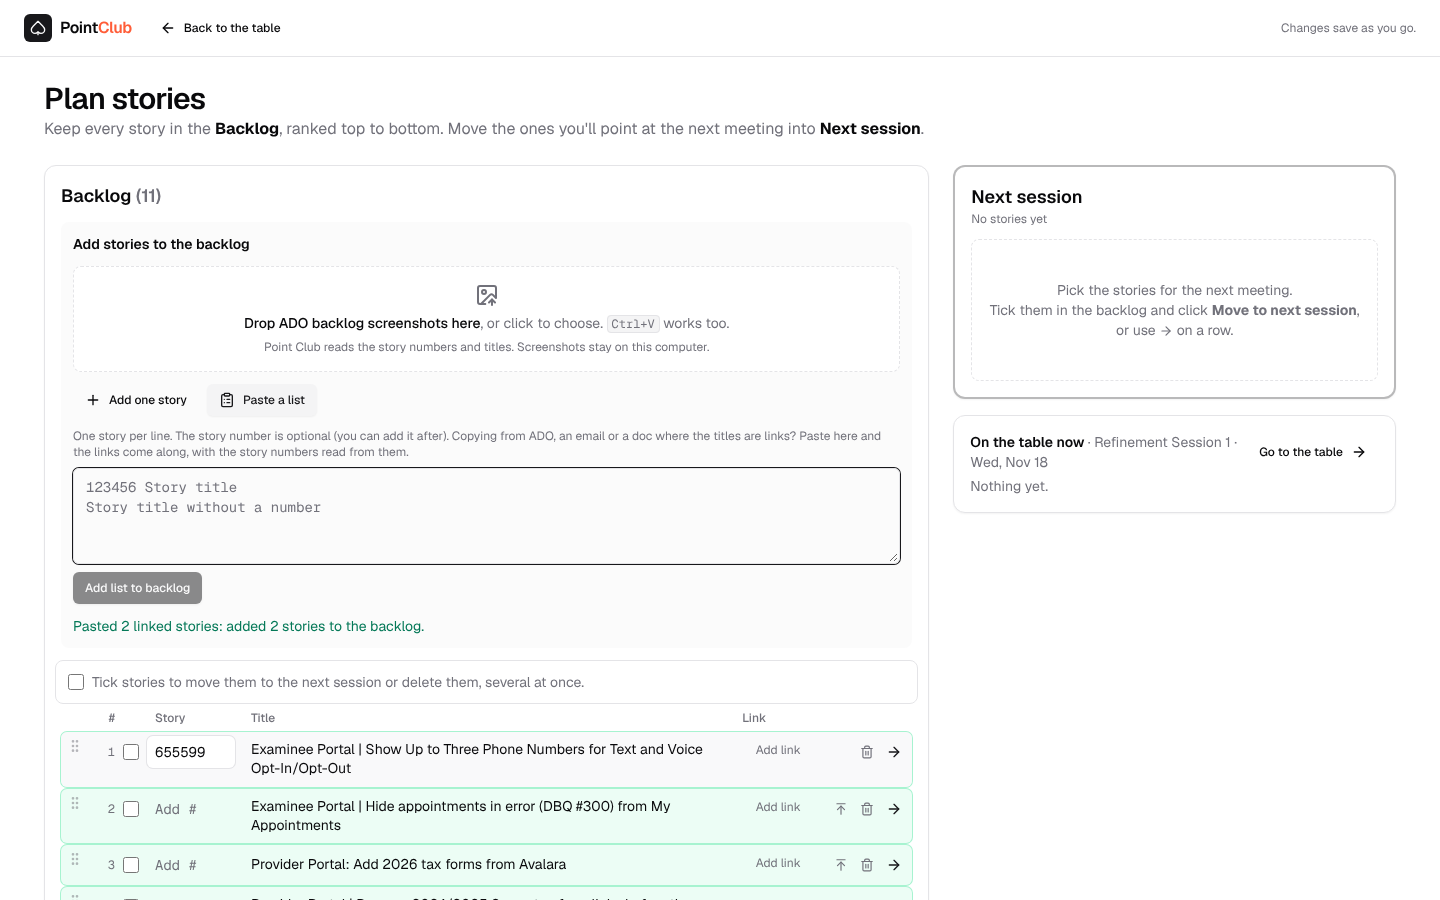 PointClub
Back to the table
Changes save as you go.
Plan stories
Keep every story in the Backlog, ranked top to bottom. Move the ones you'll point at the next meeting into Next session.
Backlog (11)
Add stories to the backlog
Drop ADO backlog screenshots here, or click to choose. Ctrl+V works too.
Point Club reads the story numbers and titles. Screenshots stay on this computer.
Add one story
Paste a list
One story per line. The story number is optional (you can add it after). Copying from ADO, an email or a doc where the titles are links? Paste here and
the links come along, with the story numbers read from them.
123456 Story title
Story title without a number
Add list to backlog
Pasted 2 linked stories: added 2 stories to the backlog.
Tick stories to move them to the next session or delete them, several at once.
# Story Title Link
1 655599 Examinee Portal | Show Up to Three Phone Numbers for Text and Voice
Opt-In/Opt-Out
Add link
2 Add # Examinee Portal | Hide appointments in error (DBQ #300) from My
Appointments
Add link
3 Add # Provider Portal: Add 2026 tax forms from Avalara Add link
Next session
No stories yet
Pick the stories for the next meeting.
Tick them in the backlog and click Move to next session,
or use → on a row.
On the table now · Refinement Session 1 ·
Wed, Nov 18
Nothing yet.
Go to the table